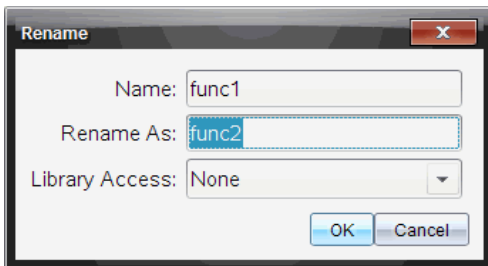 Rename
Name: func1
Rename As: func2
Library Access: None
OK Cancel